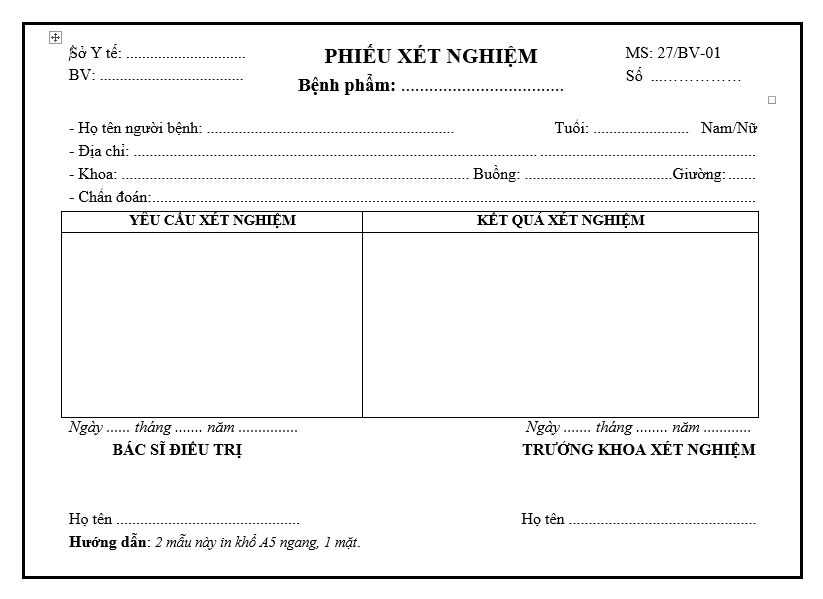 Sở Y tế: .............................. PHIẾU XÉT NGHIỆM MS: 27/BV-01
BV: .................................... Bệnh phẩm: .................................. Số ....……………
- Họ tên người bệnh: .............................................................. Tuổi: ........................ Nam/Nữ
- Địa chỉ: ............................................................................................................................................................
- Khoa: ....................................................................................... Buồng: .....................................Giường: .......
- Chẩn đoán:.......................................................................................................................................................
YÊU CẦU XÉT NGHIỆM KẾT QUẢ XÉT NGHIỆM
Ngày ...... tháng ....... năm ............... Ngày ....... tháng ........ năm ............
BÁC SĨ ĐIỀU TRỊ TRƯỞNG KHOA XÉT NGHIỆM
Họ tên .............................................. Họ tên ...............................................
Hướng dẫn: 2 mẫu này in khổ A5 ngang, 1 mặt.